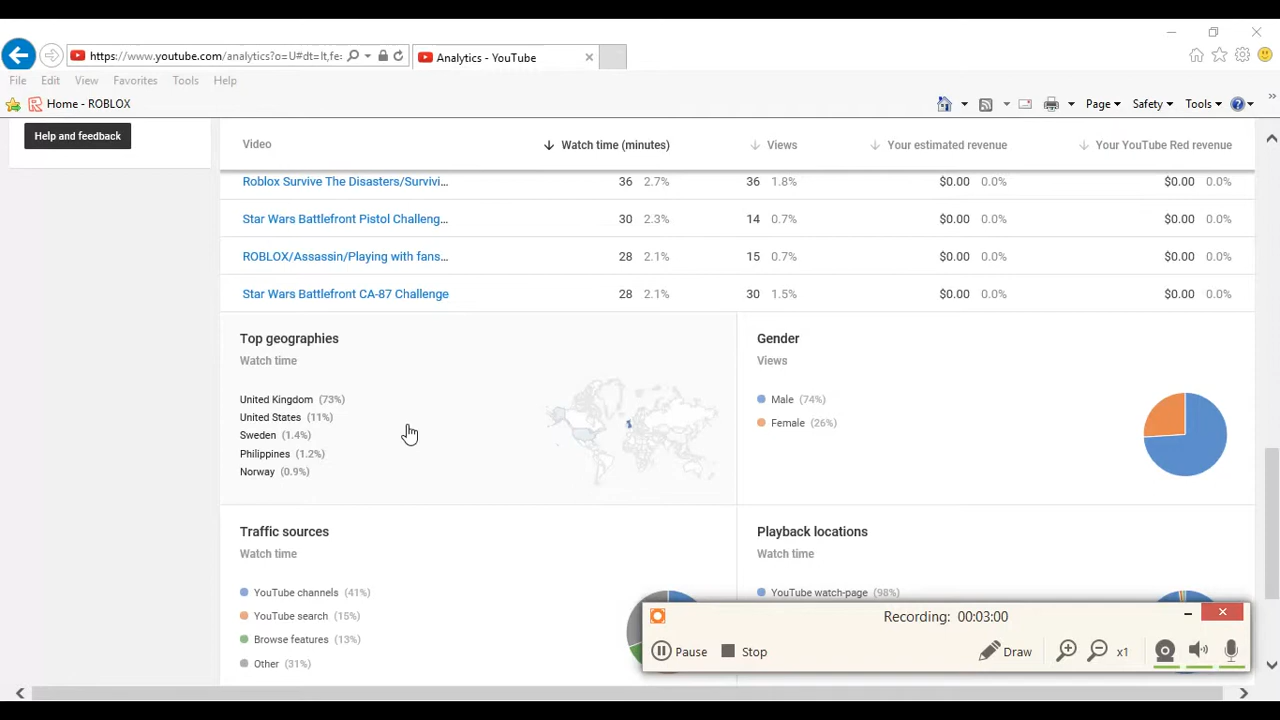 https://www.youtube.com/analytics?o=U#dt=lt,fe:
Analytics - YouTube
File Edit View Favorites Tools Help
Home - ROBLOX
Page Safety Tools
Help and feedback
Video Watch time (minutes) Views Your estimated revenue Your YouTube Red revenue
Roblox Survive The Disasters/Survivi... 36 2.7% 36 1.8% $0.00 0.0% $0.00 0.0%
Star Wars Battlefront Pistol Challeng... 30 2.3% 14 0.7% $0.00 0.0% $0.00 0.0%
ROBLOX/Assassin/Playing with fans... 28 2.1% 15 0.7% $0.00 0.0% $0.00 0.0%
Star Wars Battlefront CA-87 Challenge 28 2.1% 30 1.5% $0.00 0.0% $0.00 0.0%
Top geographies
Watch time
United Kingdom (73%)
United States (11%)
Sweden (1.4%)
Philippines (1.2%)
Norway (0.9%)
Gender
Views
Male (74%)
Female (26%)
Traffic sources
Watch time
YouTube channels (41%)
YouTube search (15%)
Browse features (13%)
Other (31%)
Playback locations
Watch time
YouTube watch-page (98%)
Recording: 00:03:00
Pause Stop Draw x1